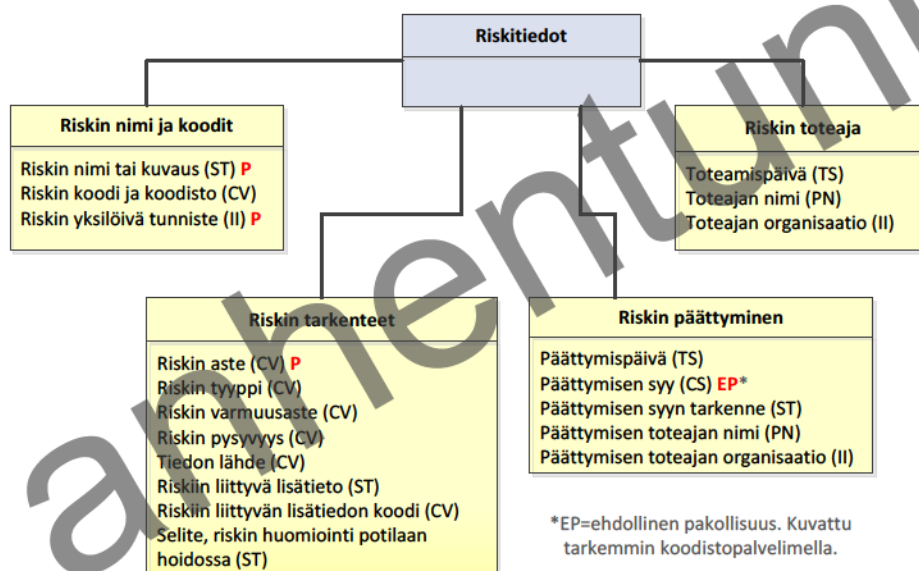 Riskitiedot
Riskin nimi ja koodit
Riskin nimi tai kuvaus (ST) P
Riskin koodi ja koodisto (CV)
Riskin yksilöivä tunniste (II) P
Riskin toteaja
Toteamispäivä (TS)
Toteajan nimi (PN)
Toteajan organisaatio (II)
Riskin tarkenteet
Riskin aste (CV) P
Riskin tyyppi (CV)
Riskin varmuusaste (CV)
Riskin pysyvyys (CV)
Tiedon lähde (CV)
Riskiin liittyvä lisätieto (ST)
Riskiin liittyvän lisätiedon koodi (CV)
Selite, riskin huomiointi potilaan
hoidossa (ST)
Riskin päättyminen
Päättymispäivä (TS)
Päättymisen syy (CS) EP*
Päättymisen syyn tarkenne (ST)
Päättymisen toteajan nimi (PN)
Päättymisen toteajan organisaatio (II)
*EP=ehdollinen pakollisuus. Kuvattu
tarkemmin koodistopalvelimella.